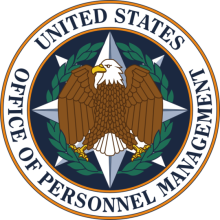 UNITED STATES
OFFICE OF PERSONNEL MANAGEMENT